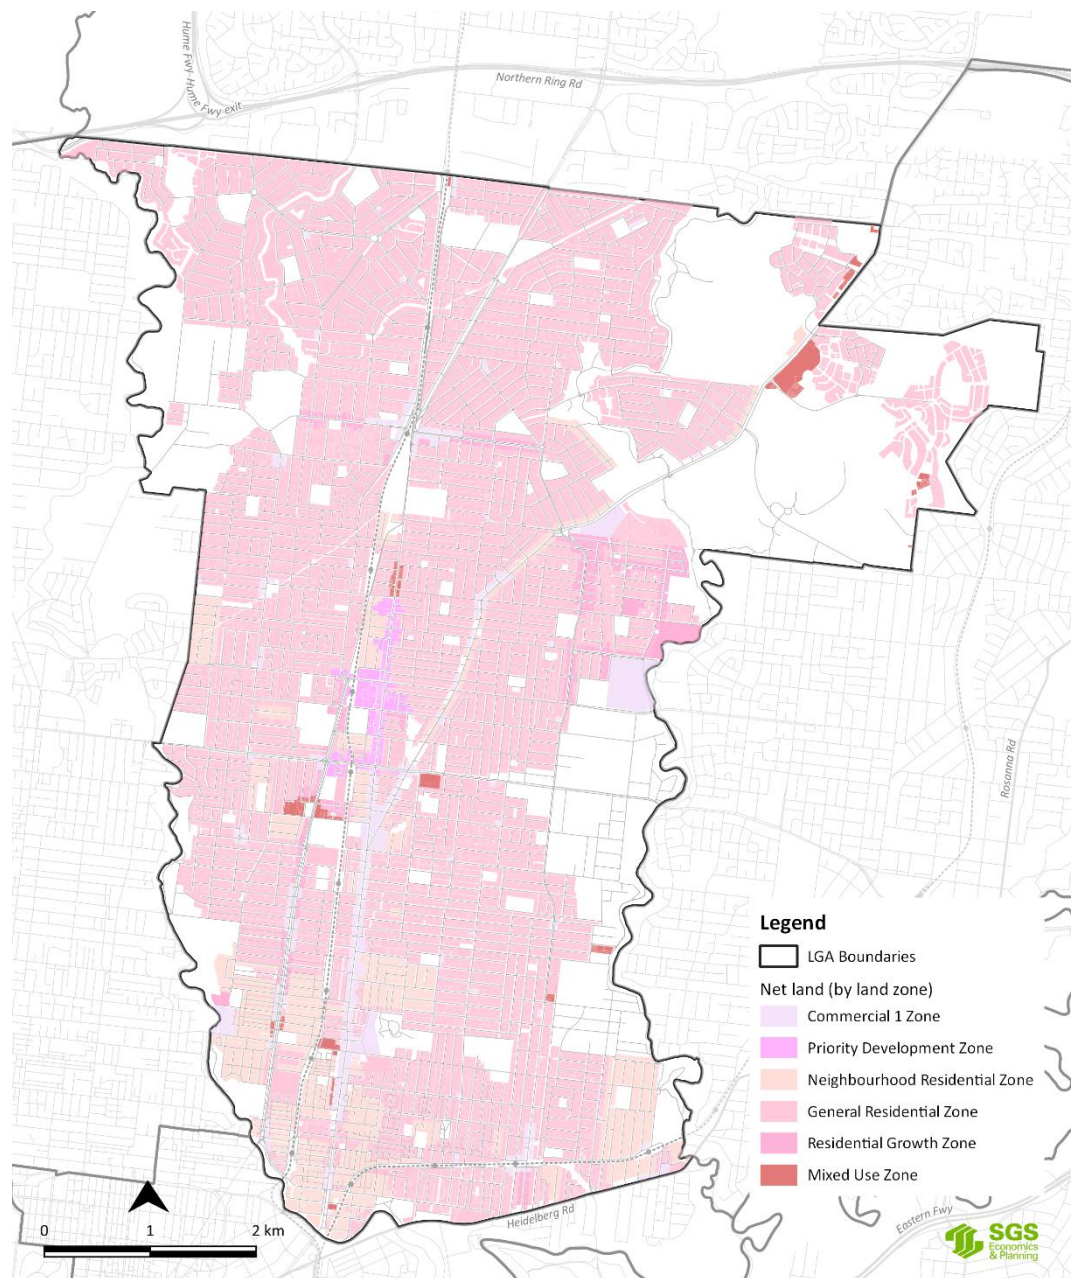 Hume Fwy
Hume Fwy exit
Northern Ring Rd
Rosanna Rd
Legend
LGA Boundaries
Net land (by land zone)
Commercial 1 Zone
Priority Development Zone
Neighbourhood Residential Zone
General Residential Zone
Residential Growth Zone
Mixed Use Zone
Heidelberg Rd
Eastern Fwy
0 1 2 km
SGS
Economics
& Planning